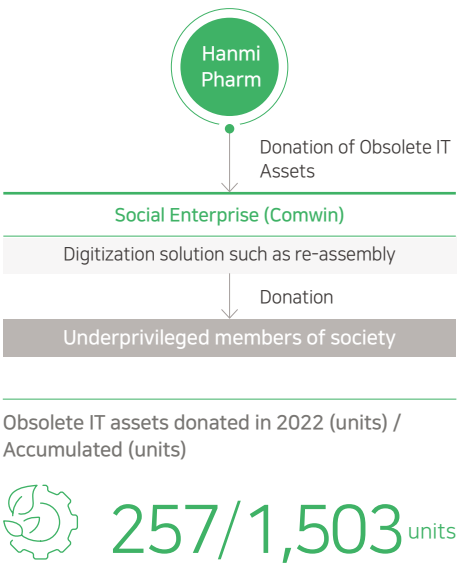 Hanmi
Pharm
Donation of Obsolete IT
Assets
Social Enterprise (Comwin)
Digitization solution such as re-assembly
Donation
Underprivileged members of society
Obsolete IT assets donated in 2022 (units) /
Accumulated (units)
257/1,503 units